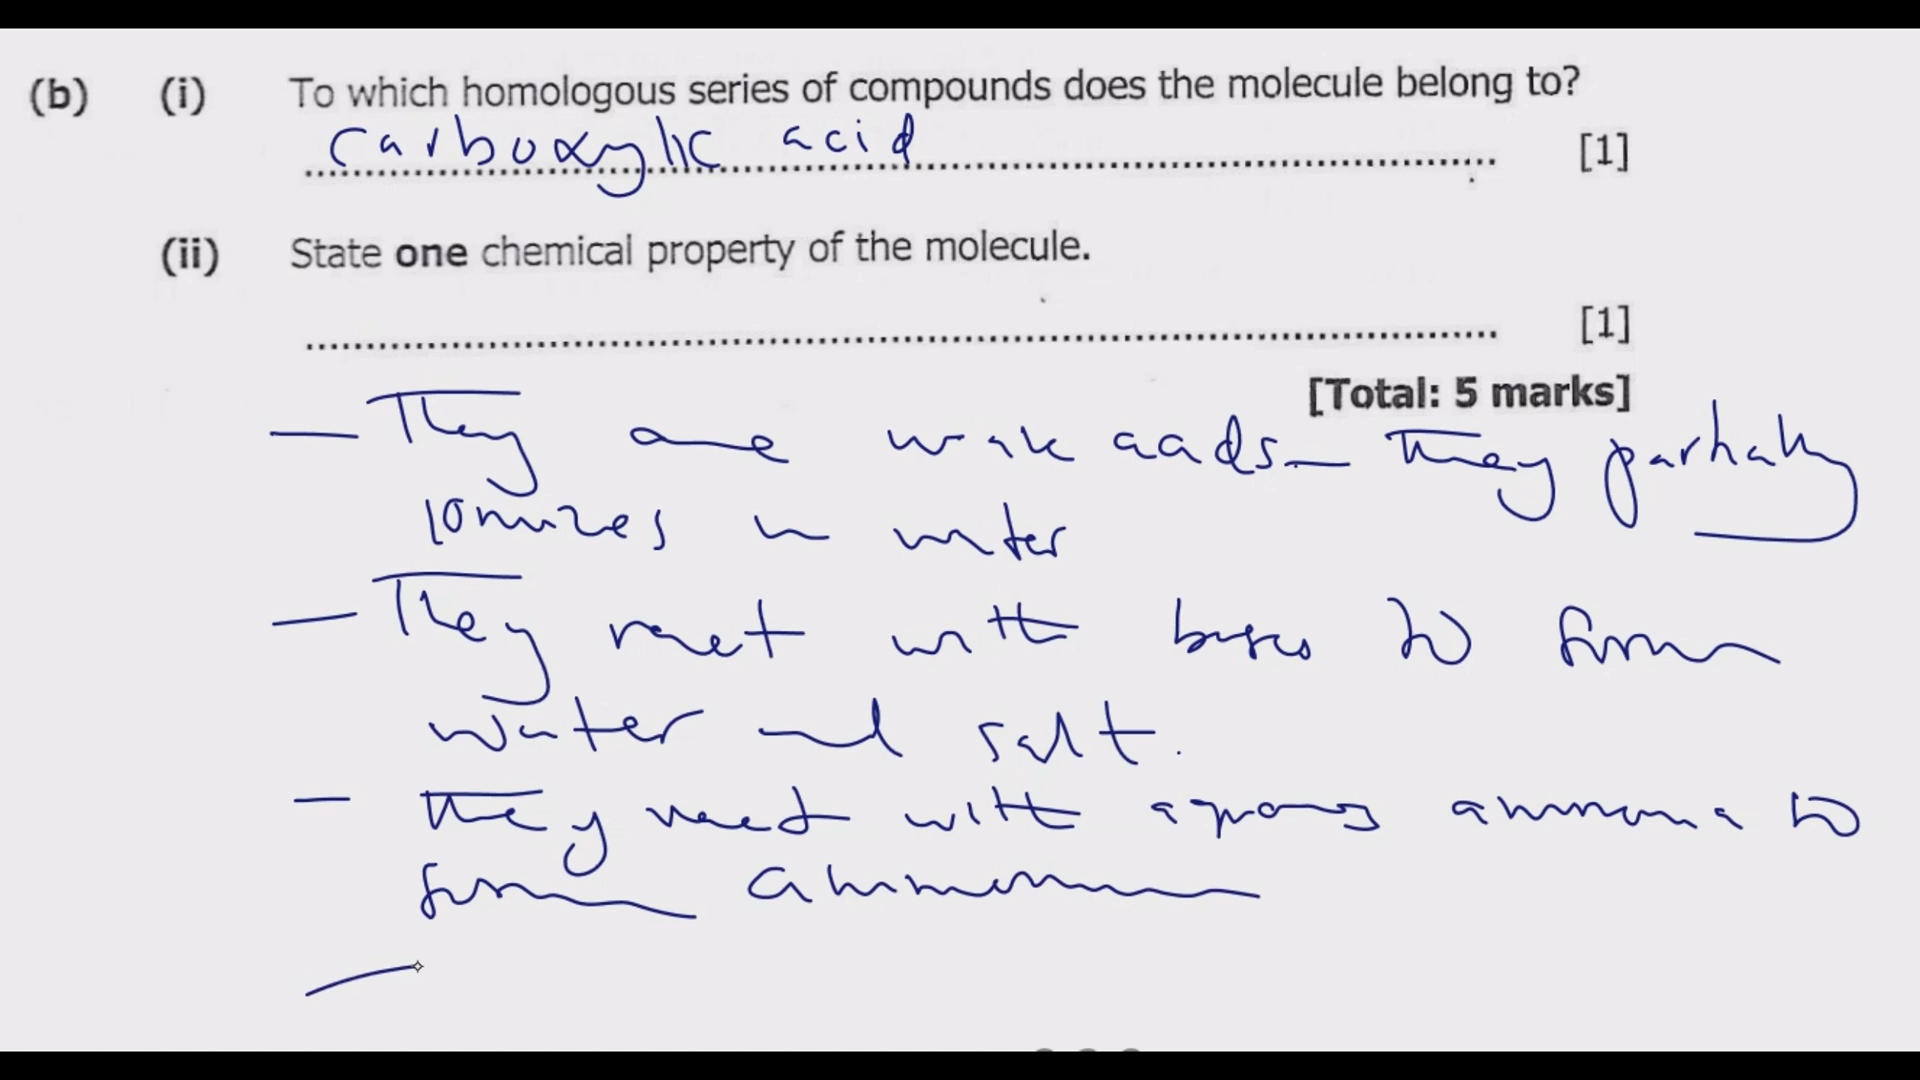 (b) (i) To which homologous series of compounds does the molecule belong to?
carboxylic acid [1]
(ii) State one chemical property of the molecule.
[1]
[Total: 5 marks]
— They are weak acids — they partially
ionizes in water
— They react with bases to form
water and salt.
— they react with aqueous ammonia to
form